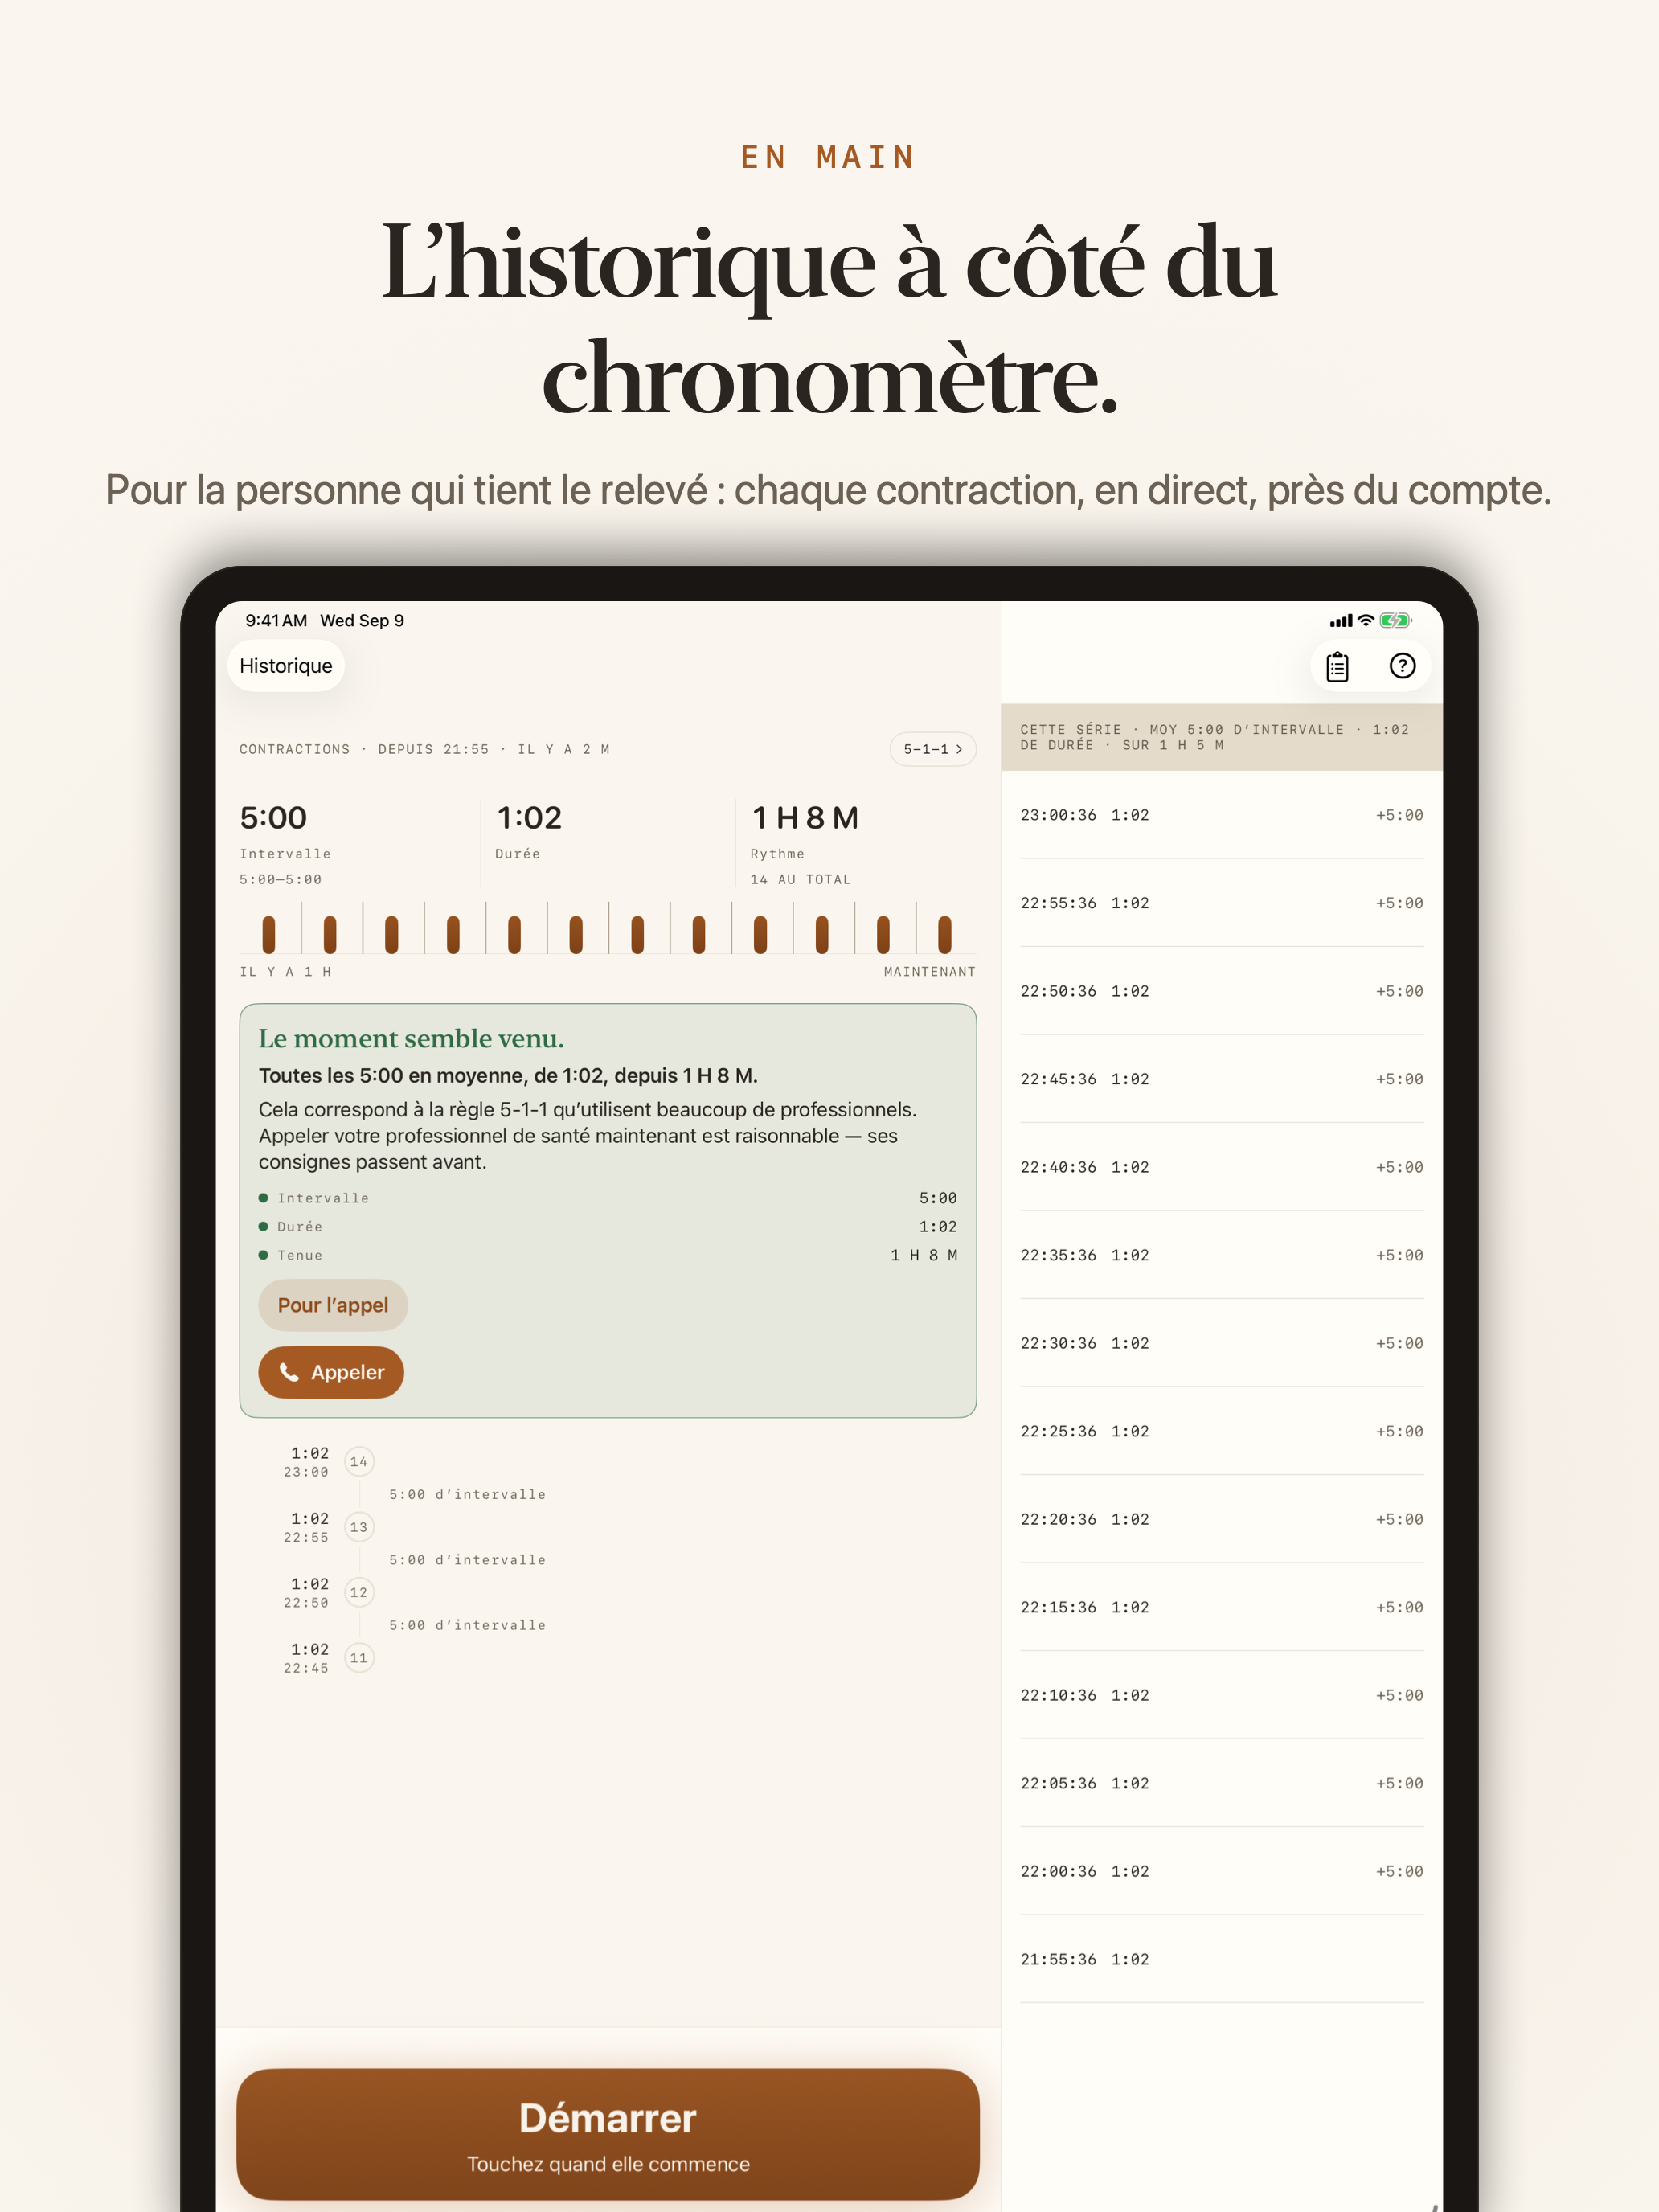 EN MAIN
L’historique à côté du
chronomètre.
Pour la personne qui tient le relevé : chaque contraction, en direct, près du compte.
9:41 AM Wed Sep 9
Historique
CONTRACTIONS · DEPUIS 21:55 · IL Y A 2 M
5-1-1 >
5:00
Intervalle
5:00–5:00
1:02
Durée
1 H 8 M
Rythme
14 AU TOTAL
IL Y A 1 H
MAINTENANT
Le moment semble venu.
Toutes les 5:00 en moyenne, de 1:02, depuis 1 H 8 M.
Cela correspond à la règle 5-1-1 qu’utilisent beaucoup de professionnels.
Appeler votre professionnel de santé maintenant est raisonnable — ses
consignes passent avant.
Intervalle 5:00
Durée 1:02
Tenue 1 H 8 M
Pour l’appel
Appeler
1:02
23:00
14
5:00 d’intervalle
1:02
22:55
13
5:00 d’intervalle
1:02
22:50
12
5:00 d’intervalle
1:02
22:45
11
Démarrer
Touchez quand elle commence
?
CETTE SÉRIE · MOY 5:00 D’INTERVALLE · 1:02
DE DURÉE · SUR 1 H 5 M
23:00:36 1:02 +5:00
22:55:36 1:02 +5:00
22:50:36 1:02 +5:00
22:45:36 1:02 +5:00
22:40:36 1:02 +5:00
22:35:36 1:02 +5:00
22:30:36 1:02 +5:00
22:25:36 1:02 +5:00
22:20:36 1:02 +5:00
22:15:36 1:02 +5:00
22:10:36 1:02 +5:00
22:05:36 1:02 +5:00
22:00:36 1:02 +5:00
21:55:36 1:02